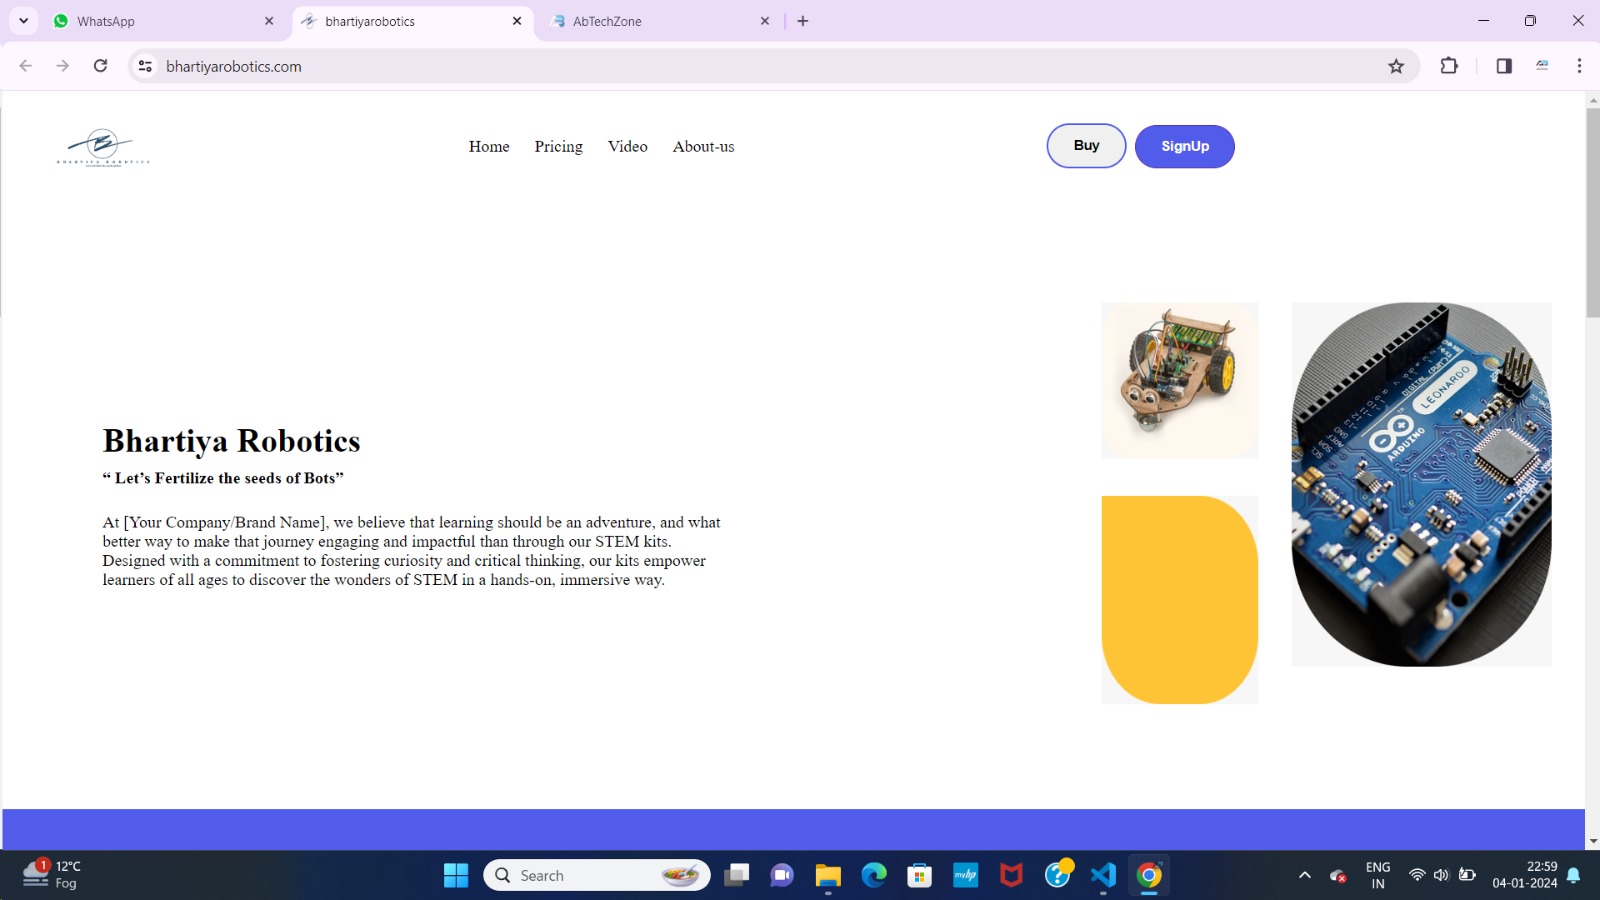 WhatsApp
bhartiyarobotics
AbTechZone
bhartiyarobotics.com
BHARTIYA ROBOTICS
Home Pricing Video About-us
Buy
SignUp
Bhartiya Robotics
“ Let’s Fertilize the seeds of Bots”
At [Your Company/Brand Name], we believe that learning should be an adventure, and what
better way to make that journey engaging and impactful than through our STEM kits.
Designed with a commitment to fostering curiosity and critical thinking, our kits empower
learners of all ages to discover the wonders of STEM in a hands-on, immersive way.
LEONARDO
ARDUINO
1
12°C
Fog
Search
myhp
ENG
IN
22:59
04-01-2024